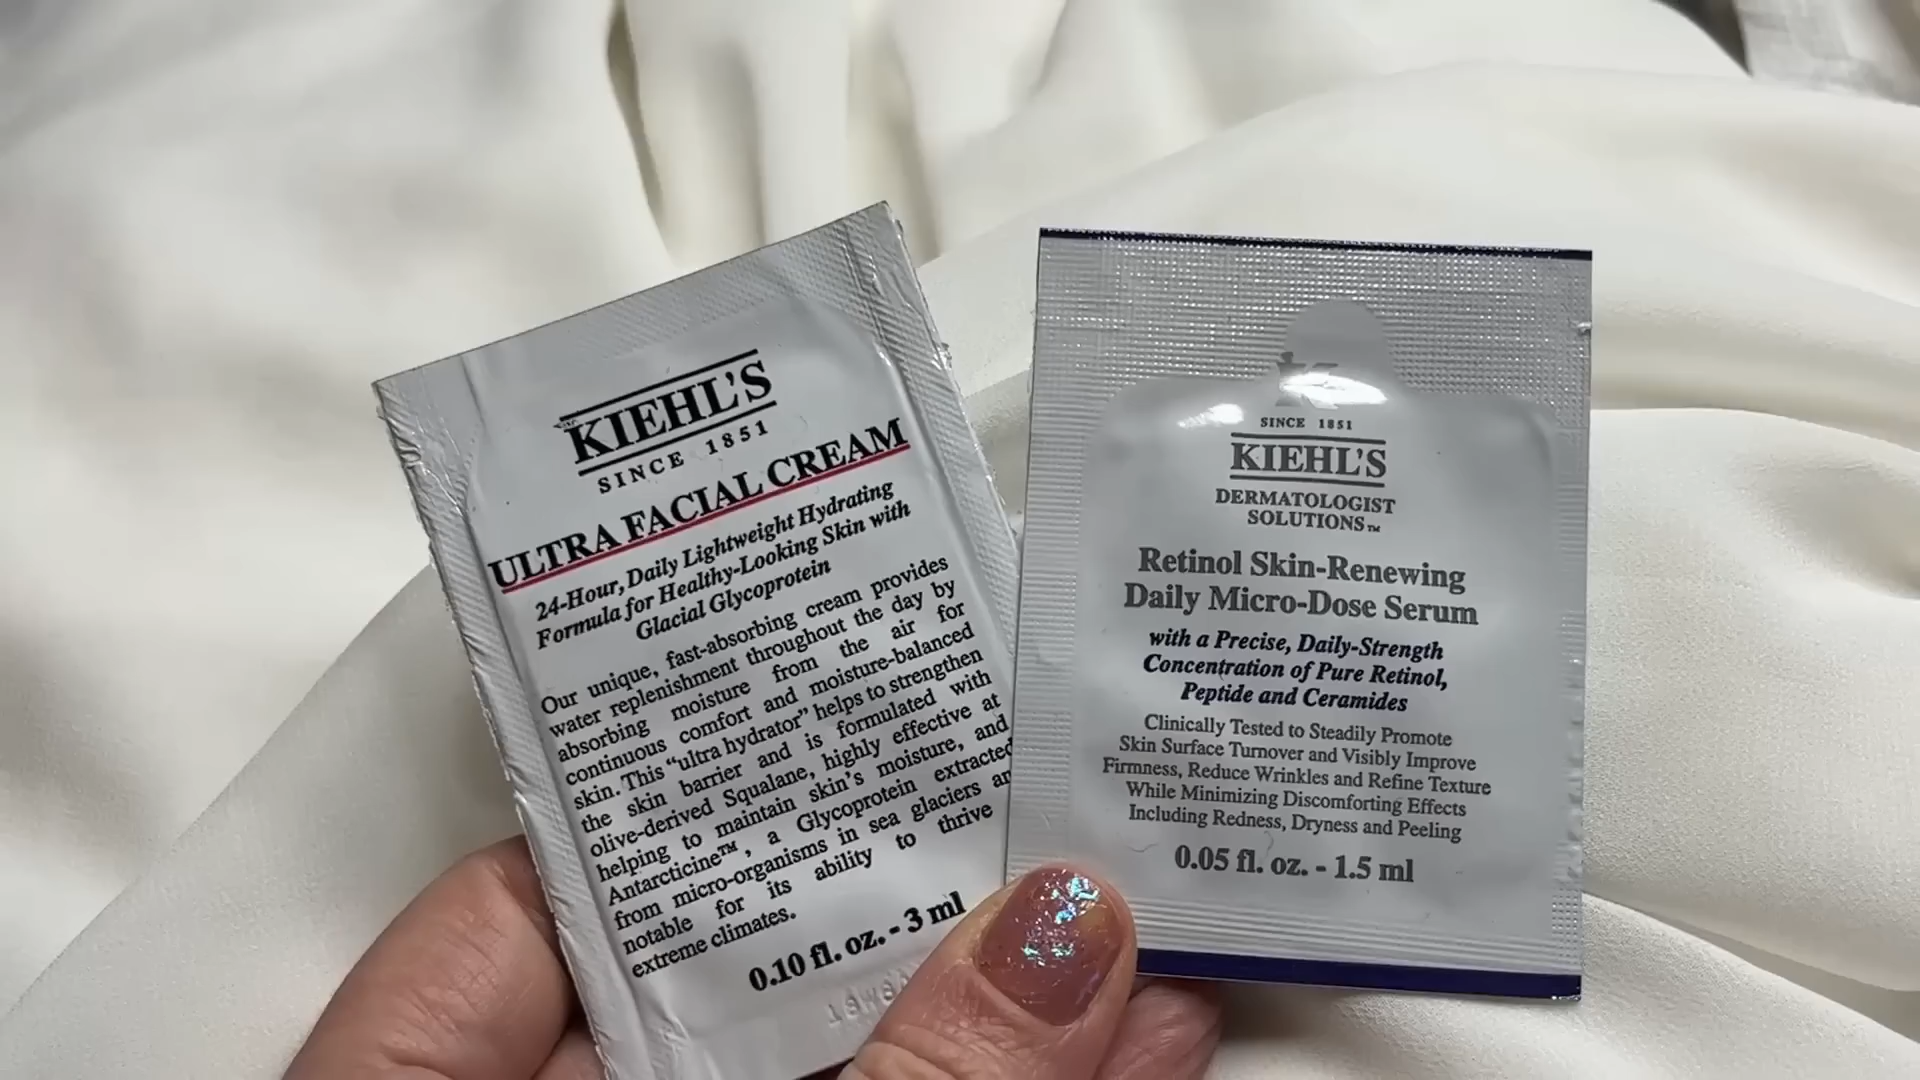 KIEHL'S
SINCE 1851
ULTRA FACIAL CREAM
24-Hour, Daily Lightweight Hydrating
Formula for Healthy-Looking Skin with
Glacial Glycoprotein
Our unique, fast-absorbing cream provides
water replenishment throughout the day by
absorbing moisture from the air for
continuous comfort and moisture-balanced
skin. This “ultra hydrator” helps to strengthen
the skin barrier and is formulated with
olive-derived Squalane, highly effective at
helping to maintain skin’s moisture, and
Antarcticine™, a Glycoprotein extracted
from micro-organisms in sea glaciers an
notable for its ability to thrive
extreme climates.
0.10 fl. oz. - 3 ml
K
SINCE 1851
KIEHL'S
DERMATOLOGIST
SOLUTIONS™
Retinol Skin-Renewing
Daily Micro-Dose Serum
with a Precise, Daily-Strength
Concentration of Pure Retinol,
Peptide and Ceramides
Clinically Tested to Steadily Promote
Skin Surface Turnover and Visibly Improve
Firmness, Reduce Wrinkles and Refine Texture
While Minimizing Discomforting Effects
Including Redness, Dryness and Peeling
0.05 fl. oz. - 1.5 ml